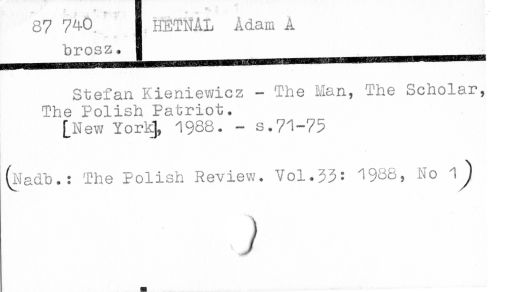 87 740 HETNAL Adam A
brosz.
Stefan Kieniewicz - The Man, The Scholar,
The Polish Patriot.
[New York], 1988. - s.71-75
(Nadb.: The Polish Review. Vol.33: 1988, No 1)